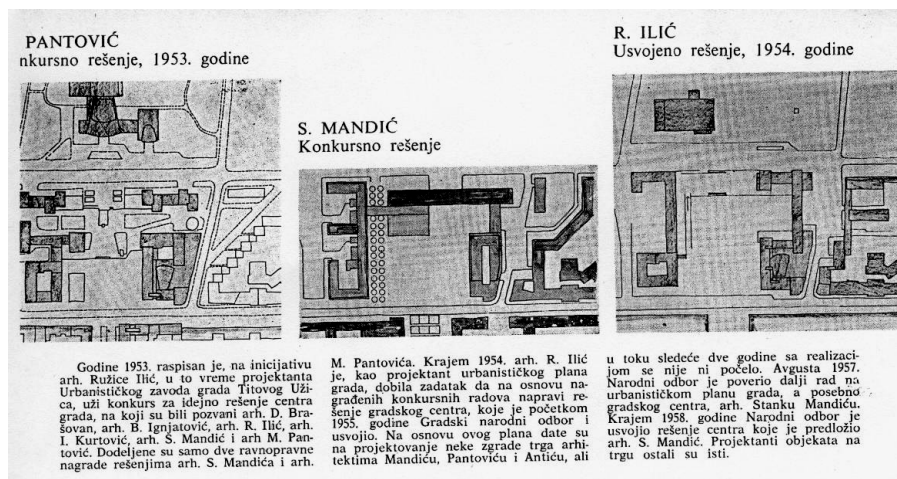 PANTOVIĆ
nkursno rešenje, 1953. godine
S. MANDIĆ
Konkursno rešenje
R. ILIĆ
Usvojeno rešenje, 1954. godine
Godine 1953. raspisan je, na inicijativu
arh. Ružice Ilić, u to vreme projektanta
Urbanističkog zavoda grada Titovog Uži-
ca, uži konkurs za idejno rešenje centra
grada, na koji su bili pozvani arh. D. Bra-
šovan, arh. B. Ignjatović, arh. R. Ilić, arh.
I. Kurtović, arh. S. Mandić i arh M. Pan-
tović. Dodeljene su samo dve ravnopravne
nagrade rešenjima arh. S. Mandića i arh.
M. Pantovića. Krajem 1954. arh. R. Ilić
je, kao projektant urbanističkog plana
grada, dobila zadatak da na osnovu na-
građenih konkursnih radova napravi re-
šenje gradskog centra, koje je početkom
1955. godine Gradski narodni odbor i
usvojio. Na osnovu ovog plana date su
na projektovanje neke zgrade trga arhi-
tektima Mandiću, Pantoviću i Antiću, ali
u toku sledeće dve godine sa realizaci-
jom se nije ni počelo. Avgusta 1957.
Narodni odbor je poverio dalji rad na
urbanističkom planu grada, a posebno
gradskog centra, arh. Stanku Mandiću.
Krajem 1958. godine Narodni odbor je
usvojio rešenje centra koje je predložio
arh. S. Mandić. Projektanti objekata na
trgu ostali su isti.